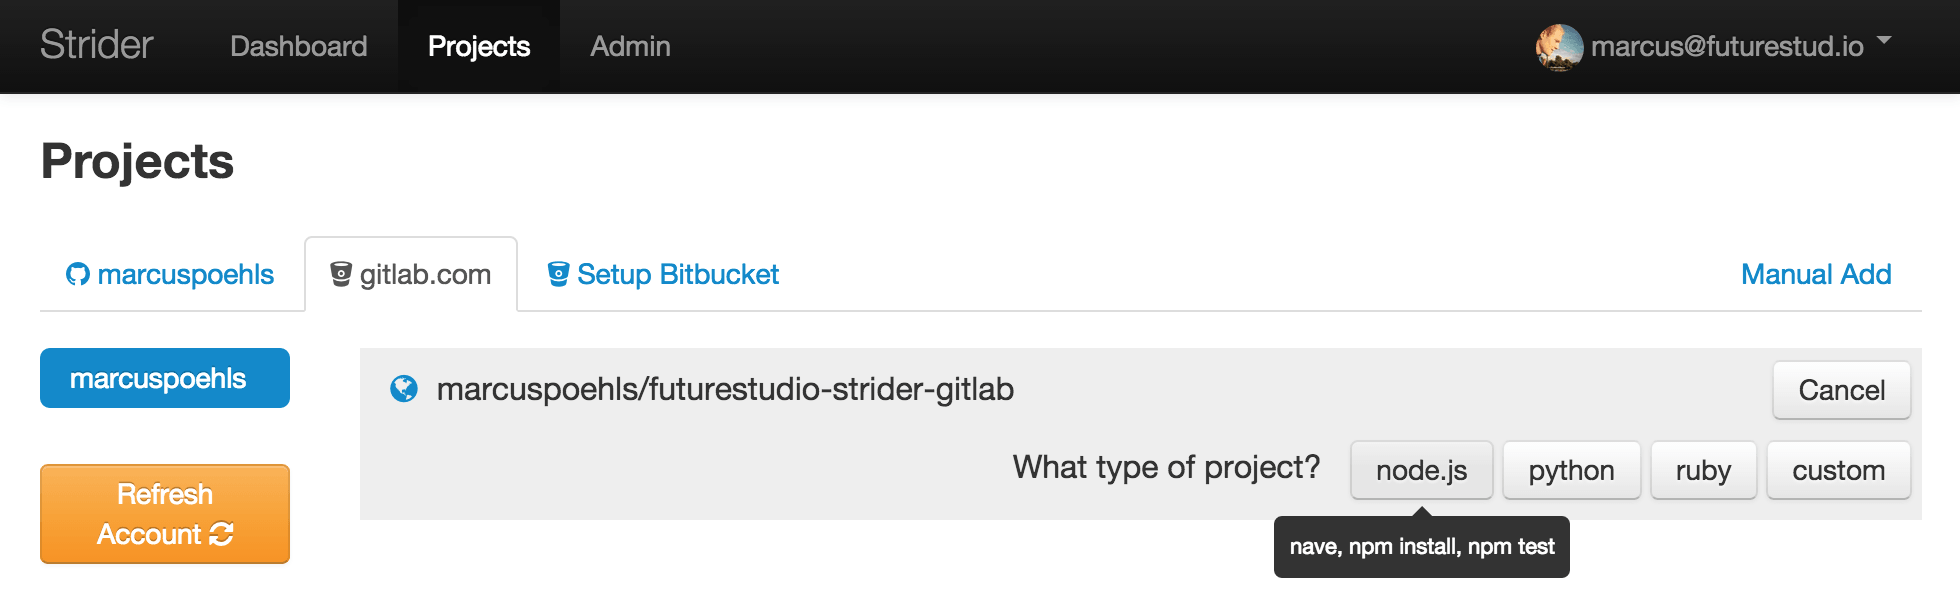 Strider Dashboard Projects Admin marcus@futurestud.io
Projects
marcuspoehls gitlab.com Setup Bitbucket Manual Add
marcuspoehls
marcuspoehls/futurestudio-strider-gitlab Cancel
What type of project? node.js python ruby custom
Refresh
Account
nave, npm install, npm test